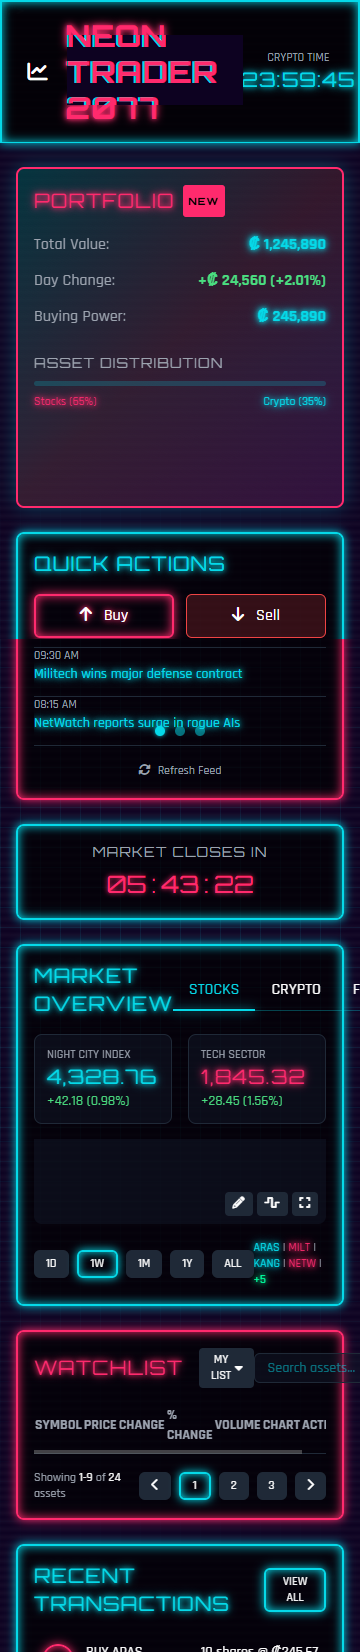 NEON
TRADER
2077
CRYPTO TIME
23:59:45
PORTFOLIO NEW
Total Value: ₡ 1,245,890
Day Change: +₡ 24,560 (+2.01%)
Buying Power: ₡ 245,890
ASSET DISTRIBUTION
Stocks (65%) Crypto (35%)
QUICK ACTIONS
Buy Sell
09:30 AM
Militech wins major defense contract
08:15 AM
NetWatch reports surge in rogue AIs
Refresh Feed
MARKET CLOSES IN
05:43:22
MARKET
OVERVIEW
STOCKS CRYPTO F
NIGHT CITY INDEX
4,328.76
+42.18 (0.98%)
TECH SECTOR
1,845.32
+28.45 (1.56%)
1D 1W 1M 1Y ALL
ARAS | MILT |
KANG | NETW |
+5
WATCHLIST
MY
LIST
Search assets...
SYMBOL PRICE CHANGE %
CHANGE VOLUME CHART ACTI
Showing 1-9 of 24
assets
1 2 3
RECENT
TRANSACTIONS
VIEW
ALL
BUY ARAS 10 shares @ ₡245.67